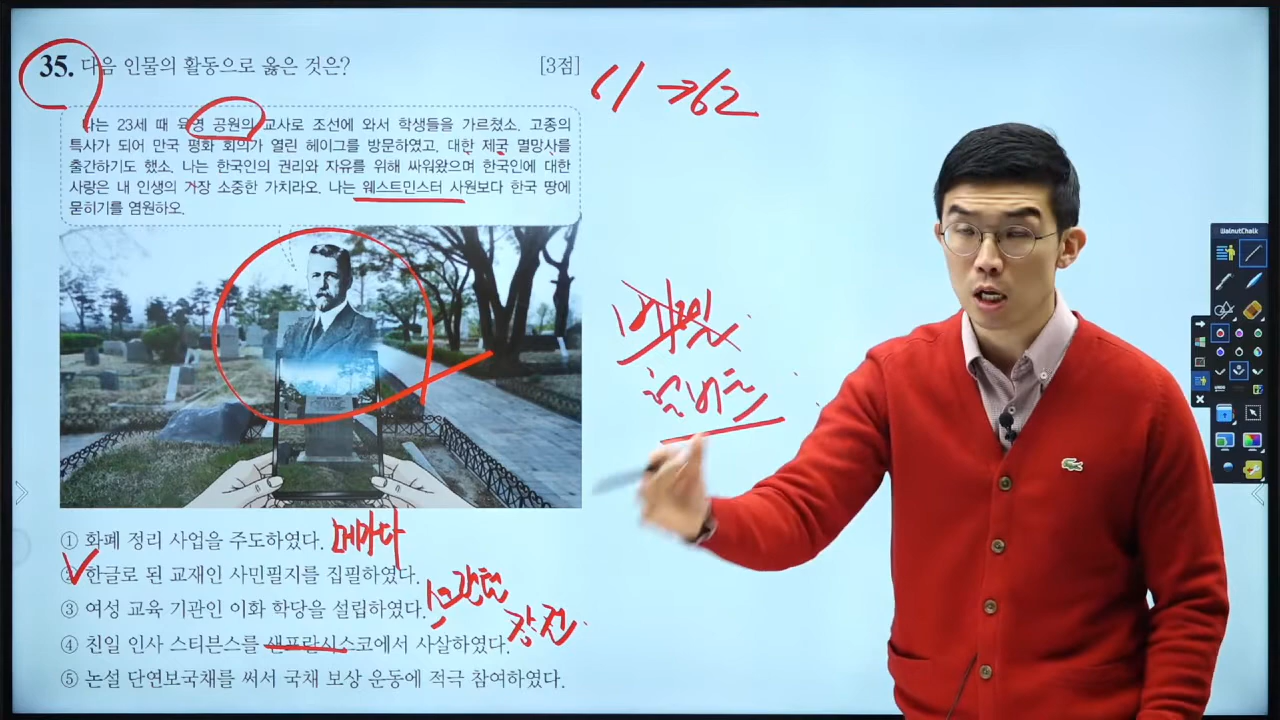 35. 다음 인물의 활동으로 옳은 것은? [3점]
61 → 62
나는 23세 때 육영 공원의 교사로 조선에 와서 학생들을 가르쳤소. 고종의
특사가 되어 만국 평화 회의가 열린 헤이그를 방문하였고, 대한 제국 멸망사를
출간하기도 했소. 나는 한국인의 권리와 자유를 위해 싸워왔으며 한국인에 대한
사랑은 내 인생의 가장 소중한 가치라오. 나는 웨스트민스터 사원보다 한국 땅에
묻히기를 염원하오.
① 화폐 정리 사업을 주도하였다. 메가다
② 한글로 된 교재인 사민필지를 집필하였다.
③ 여성 교육 기관인 이화 학당을 설립하였다. 스크랜턴
④ 친일 인사 스티븐스를 샌프란시스코에서 사살하였다. 장, 전
⑤ 논설 단연보국채를 써서 국채 보상 운동에 적극 참여하였다.
WalnutChalk